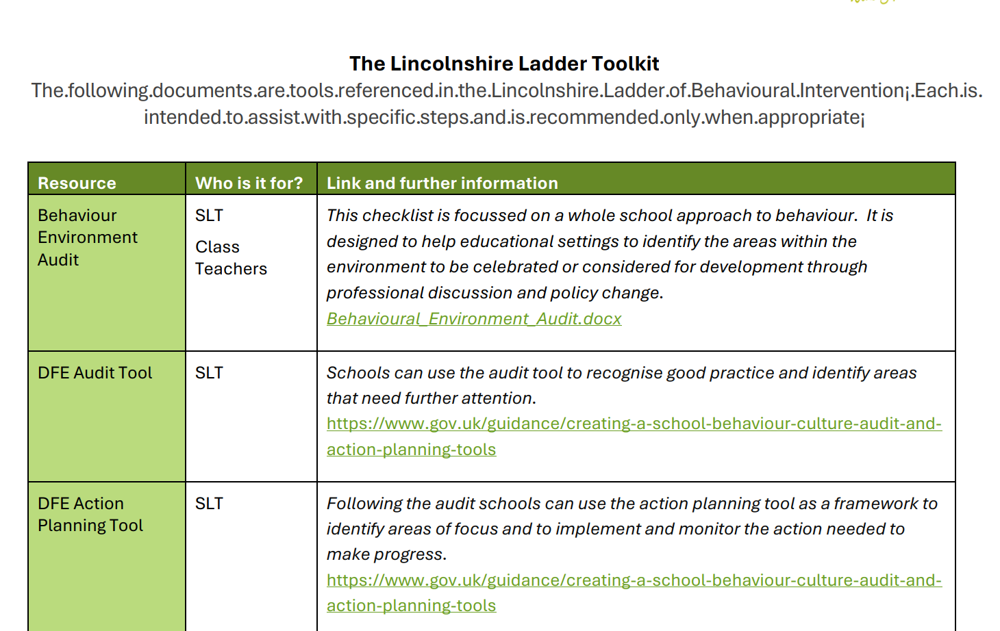 The Lincolnshire Ladder Toolkit
The.following.documents.are.tools.referenced.in.the.Lincolnshire.Ladder.of.Behavioural.Intervention¡.Each.is.
intended.to.assist.with.specific.steps.and.is.recommended.only.when.appropriate¡
Resource
Who is it for?
Link and further information
Behaviour
Environment
Audit
SLT
Class
Teachers
This checklist is focussed on a whole school approach to behaviour.  It is
designed to help educational settings to identify the areas within the
environment to be celebrated or considered for development through
professional discussion and policy change.
Behavioural_Environment_Audit.docx
DFE Audit Tool
SLT
Schools can use the audit tool to recognise good practice and identify areas
that need further attention.
https://www.gov.uk/guidance/creating-a-school-behaviour-culture-audit-and-
action-planning-tools
DFE Action
Planning Tool
SLT
Following the audit schools can use the action planning tool as a framework to
identify areas of focus and to implement and monitor the action needed to
make progress.
https://www.gov.uk/guidance/creating-a-school-behaviour-culture-audit-and-
action-planning-tools